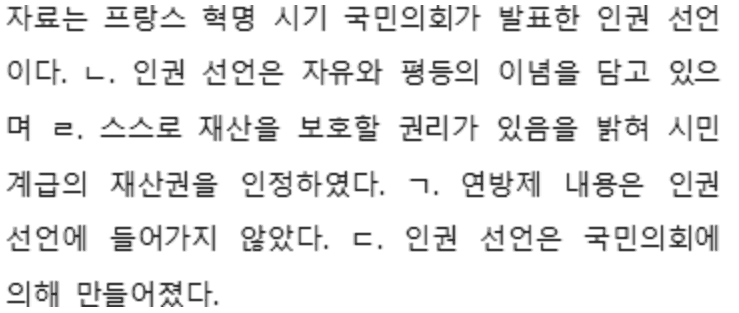 자료는 프랑스 혁명 시기 국민의회가 발표한 인권 선언
이다. ㄴ. 인권 선언은 자유와 평등의 이념을 담고 있으
며 ㄹ. 스스로 재산을 보호할 권리가 있음을 밝혀 시민
계급의 재산권을 인정하였다. ㄱ. 연방제 내용은 인권
선언에 들어가지 않았다. ㄷ. 인권 선언은 국민의회에
의해 만들어졌다.